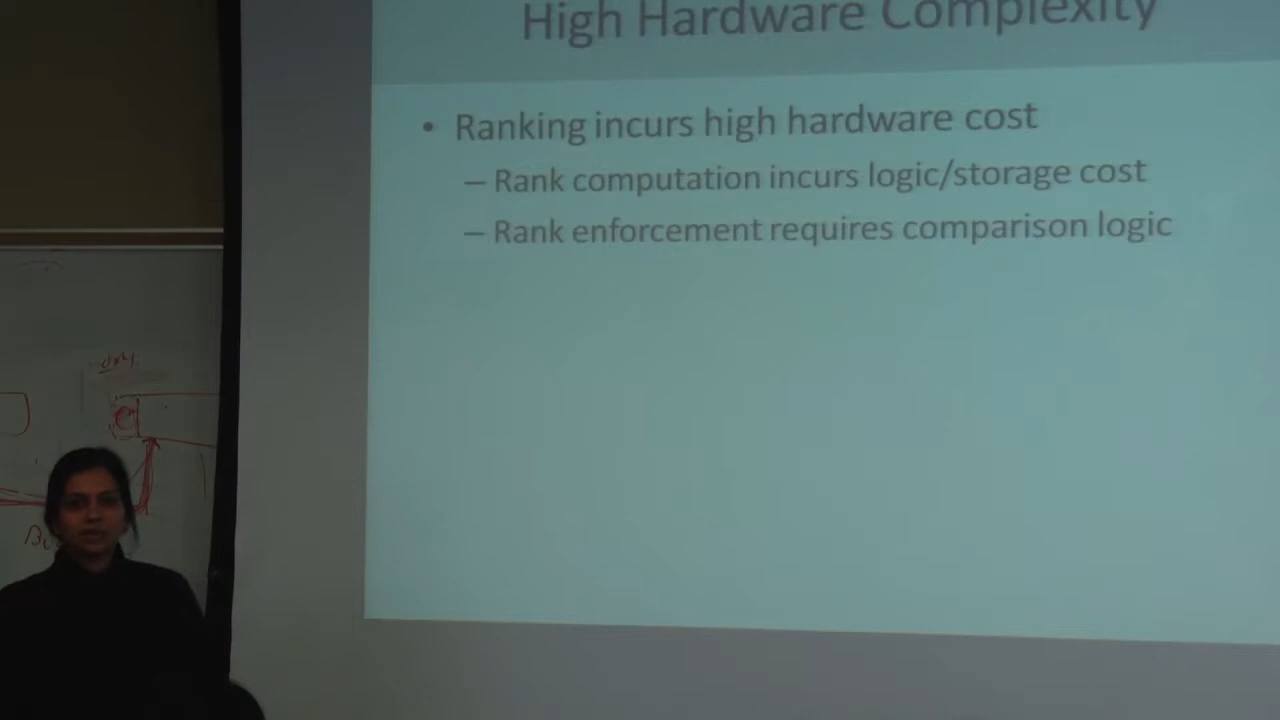 High Hardware Complexity
• Ranking incurs high hardware cost
– Rank computation incurs logic/storage cost
– Rank enforcement requires comparison logic